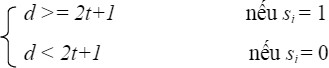 d >= 2t+1 nếu sᵢ = 1
d < 2t+1 nếu sᵢ = 0